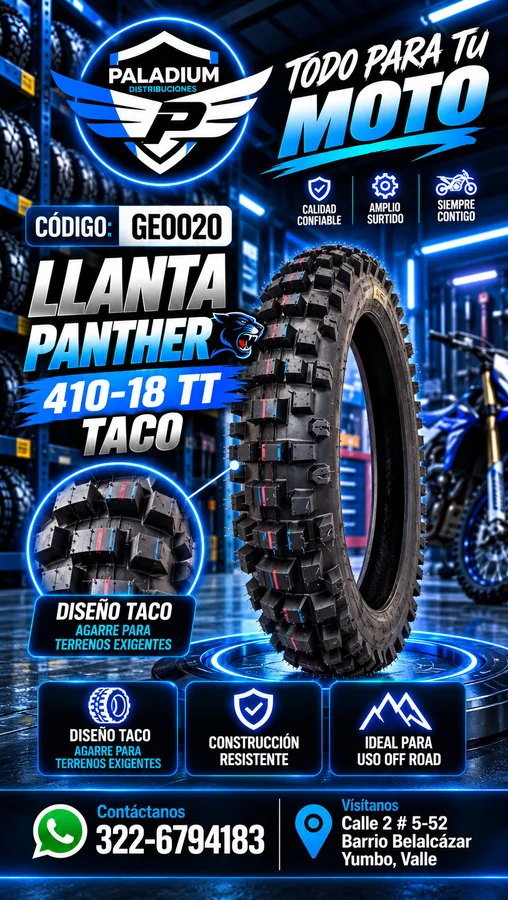 PALADIUM
DISTRIBUCIONES
P
TODO PARA TU
MOTO
CALIDAD
CONFIABLE
AMPLIO
SURTIDO
SIEMPRE
CONTIGO
CÓDIGO: GE0020
LLANTA
PANTHER
410-18 TT
TACO
DISEÑO TACO
AGARRE PARA
TERRENOS EXIGENTES
DISEÑO TACO
AGARRE PARA
TERRENOS EXIGENTES
CONSTRUCCIÓN
RESISTENTE
IDEAL PARA
USO OFF ROAD
Contáctanos
322-6794183
Vísitanos
Calle 2 # 5-52
Barrio Belalcázar
Yumbo, Valle